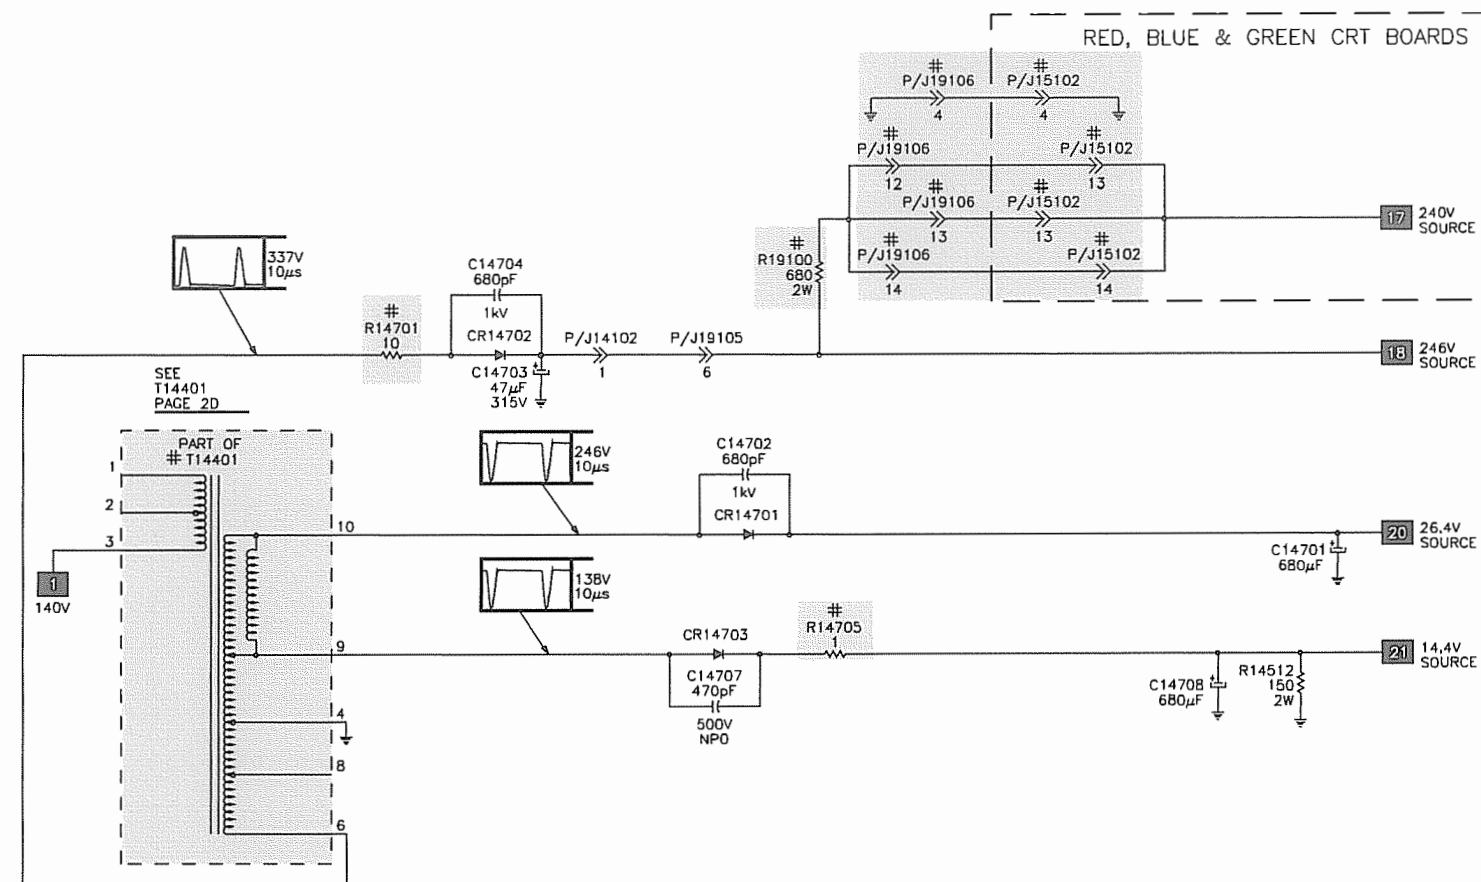 RED, BLUE & GREEN CRT BOARDS
#
P/J19106
4
#
P/J15102
4
#
P/J19106
12
#
P/J15102
13
#
P/J19106
13
#
P/J15102
13
#
P/J19106
14
#
P/J15102
14
17
240V
SOURCE
#
R19100
680
2W
337V
10µs
#
R14701
10
C14704
680pF
1kV
CR14702
C14703
+
47µF
315V
P/J14102
1
P/J19105
6
18
246V
SOURCE
SEE
T14401
PAGE 2D
PART OF
# T14401
1
2
3
1
140V
10
9
4
8
6
246V
10µs
C14702
680pF
1kV
CR14701
C14701
+
680µF
20
26.4V
SOURCE
138V
10µs
CR14703
C14707
470pF
500V
NPO
#
R14705
1
C14708
+
680µF
R14512
150
2W
21
14.4V
SOURCE